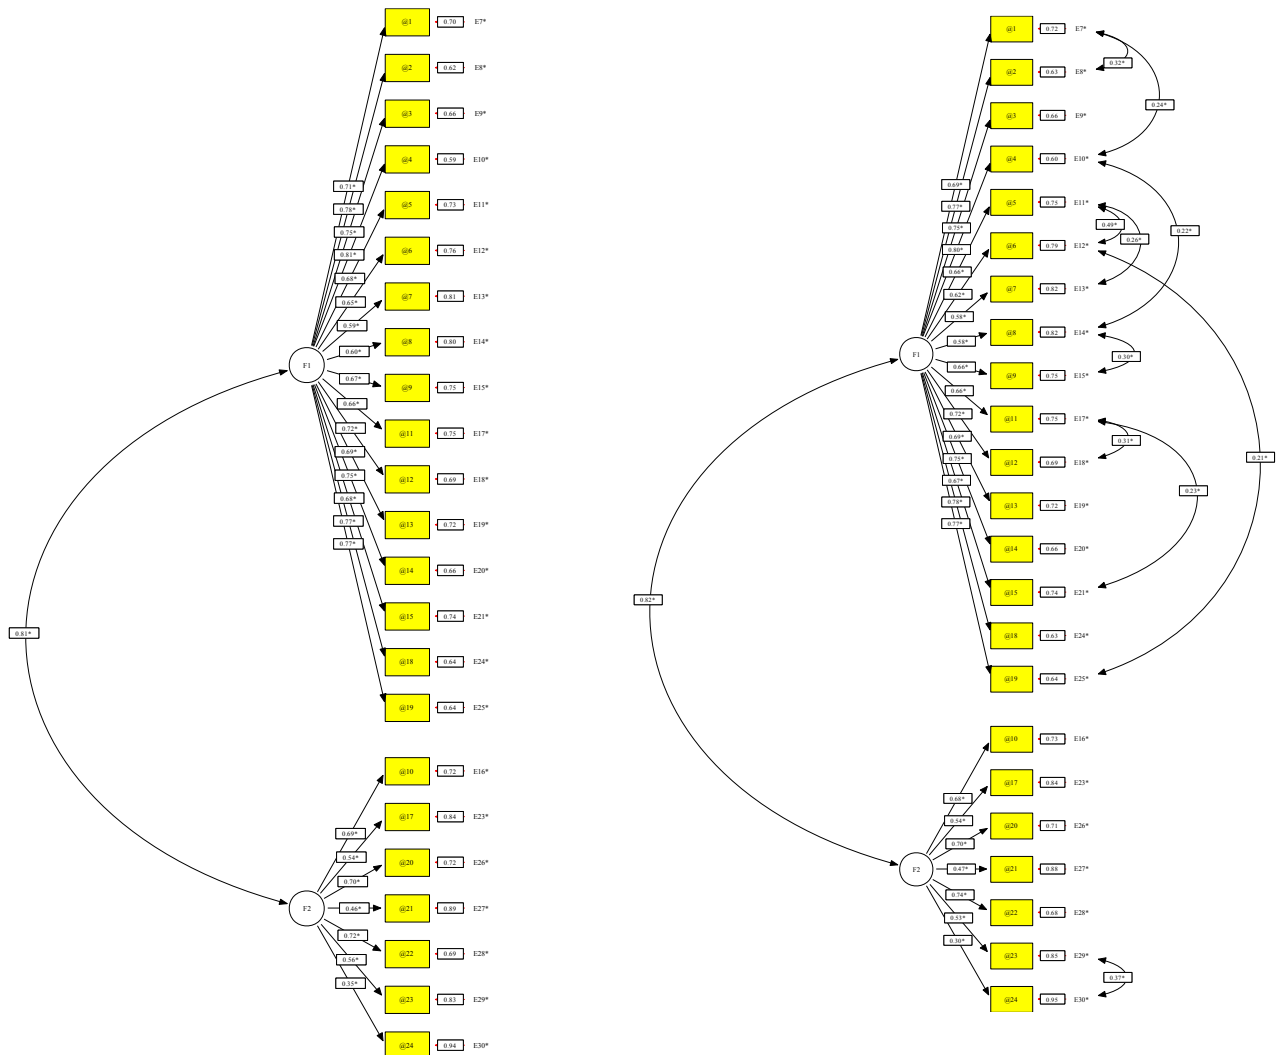 @1 0.70 E7*
@2 0.62 E8*
@3 0.66 E9*
@4 0.59 E10*
0.71*
0.78*
@5 0.73 E11*
0.75*
@6 0.76 E12*
0.81*
0.68*
@7 0.81 E13*
0.65*
0.59*
@8 0.80 E14*
0.60*
F1
0.67*
@9 0.75 E15*
0.66*
0.72*
@11 0.75 E17*
0.69*
0.75*
@12 0.69 E18*
0.68*
0.77*
@13 0.72 E19*
0.77*
@14 0.66 E20*
@15 0.74 E21*
0.81*
@18 0.64 E24*
@19 0.64 E25*
@10 0.72 E16*
@17 0.84 E23*
0.69*
0.54*
@20 0.72 E26*
0.70*
F2
0.46*
@21 0.89 E27*
0.72*
@22 0.69 E28*
0.56*
0.35*
@23 0.83 E29*
@24 0.94 E30*
@1 0.72 E7*
0.32*
@2 0.63 E8*
0.24*
@3 0.66 E9*
@4 0.60 E10*
0.69*
@5 0.75 E11*
0.77*
0.49*
0.75*
0.22*
0.26*
@6 0.79 E12*
0.80*
0.66*
@7 0.82 E13*
0.62*
0.58*
@8 0.82 E14*
0.58*
F1
0.30*
0.66*
@9 0.75 E15*
0.66*
0.72*
@11 0.75 E17*
0.69*
0.31*
0.75*
0.21*
@12 0.69 E18*
0.67*
0.23*
0.78*
@13 0.72 E19*
0.77*
@14 0.66 E20*
@15 0.74 E21*
0.82*
@18 0.63 E24*
@19 0.64 E25*
@10 0.73 E16*
@17 0.84 E23*
0.68*
0.54*
@20 0.71 E26*
0.70*
F2
0.47*
@21 0.88 E27*
0.74*
@22 0.68 E28*
0.53*
0.30*
@23 0.85 E29*
0.37*
@24 0.95 E30*